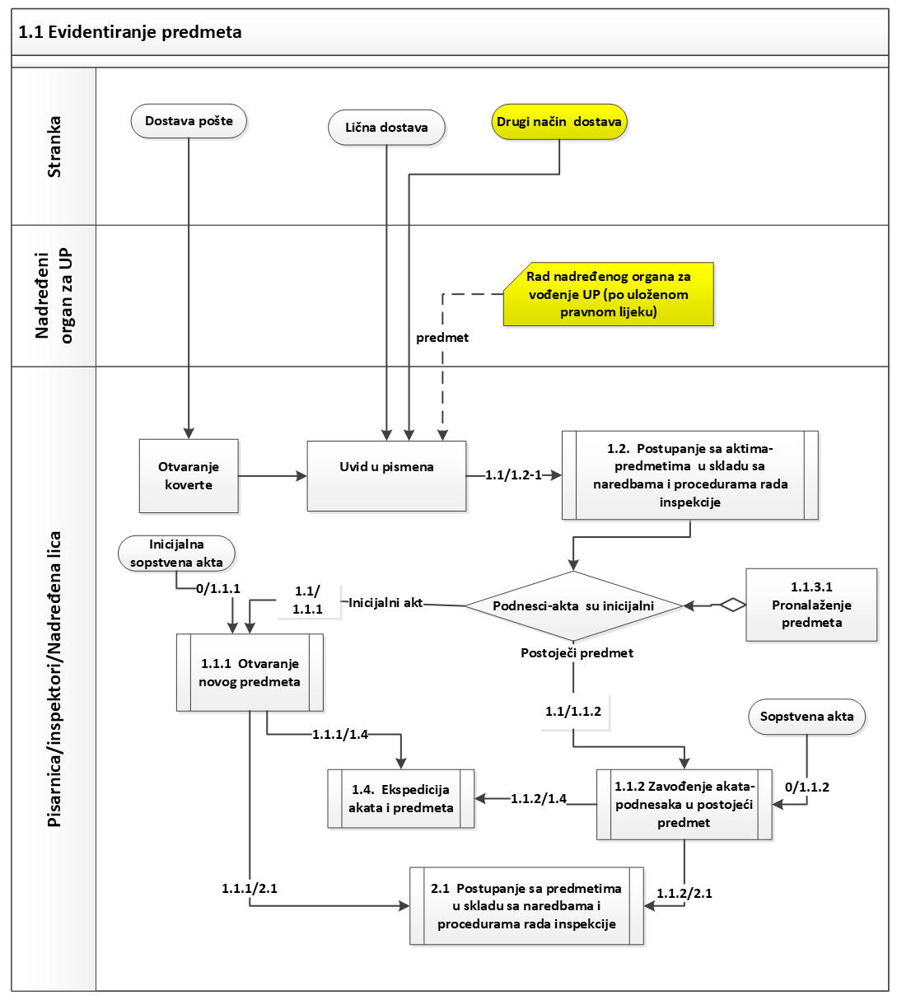 1.1 Evidentiranje predmeta
Stranka
Dostava pošte
Lična dostava
Drugi način  dostava
Nadređeni
organ za UP
Rad nadređenog organa za
vođenje UP (po uloženom
pravnom lijeku)
predmet
Pisarnica/inspektori/Nadređena lica
Otvaranje
koverte
Uvid u pismena
1.1/1.2-1
1.2.  Postupanje sa aktima-
predmetima  u skladu sa
naredbama i procedurama rada
inspekcije
Inicijalna
sopstvena akta
0/1.1.1
1.1/
1.1.1
Inicijalni akt
Podnesci-akta  su inicijalni
1.1.3.1
Pronalaženje
predmeta
1.1.1  Otvaranje
novog predmeta
Postoječi predmet
1.1/1.1.2
Sopstvena akta
1.1.1/1.4
0/1.1.2
1.4.  Ekspedicija
akata i predmeta
1.1.2/1.4
1.1.2 Zavođenje akata-
podnesaka u postojeći
predmet
1.1.1/2.1
2.1  Postupanje sa predmetima
u skladu sa naredbama i
procedurama rada inspekcije
1.1.2/2.1